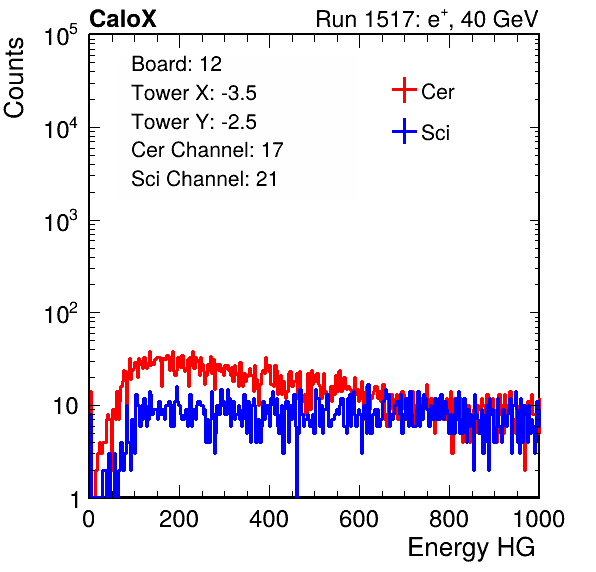 CaloX Run 1517: e⁺, 40 GeV
Board: 12
Tower X: -3.5
Tower Y: -2.5
Cer Channel: 17
Sci Channel: 21
Cer
Sci
Counts
10⁵
10⁴
10³
10²
10
1
0 200 400 600 800 1000
Energy HG